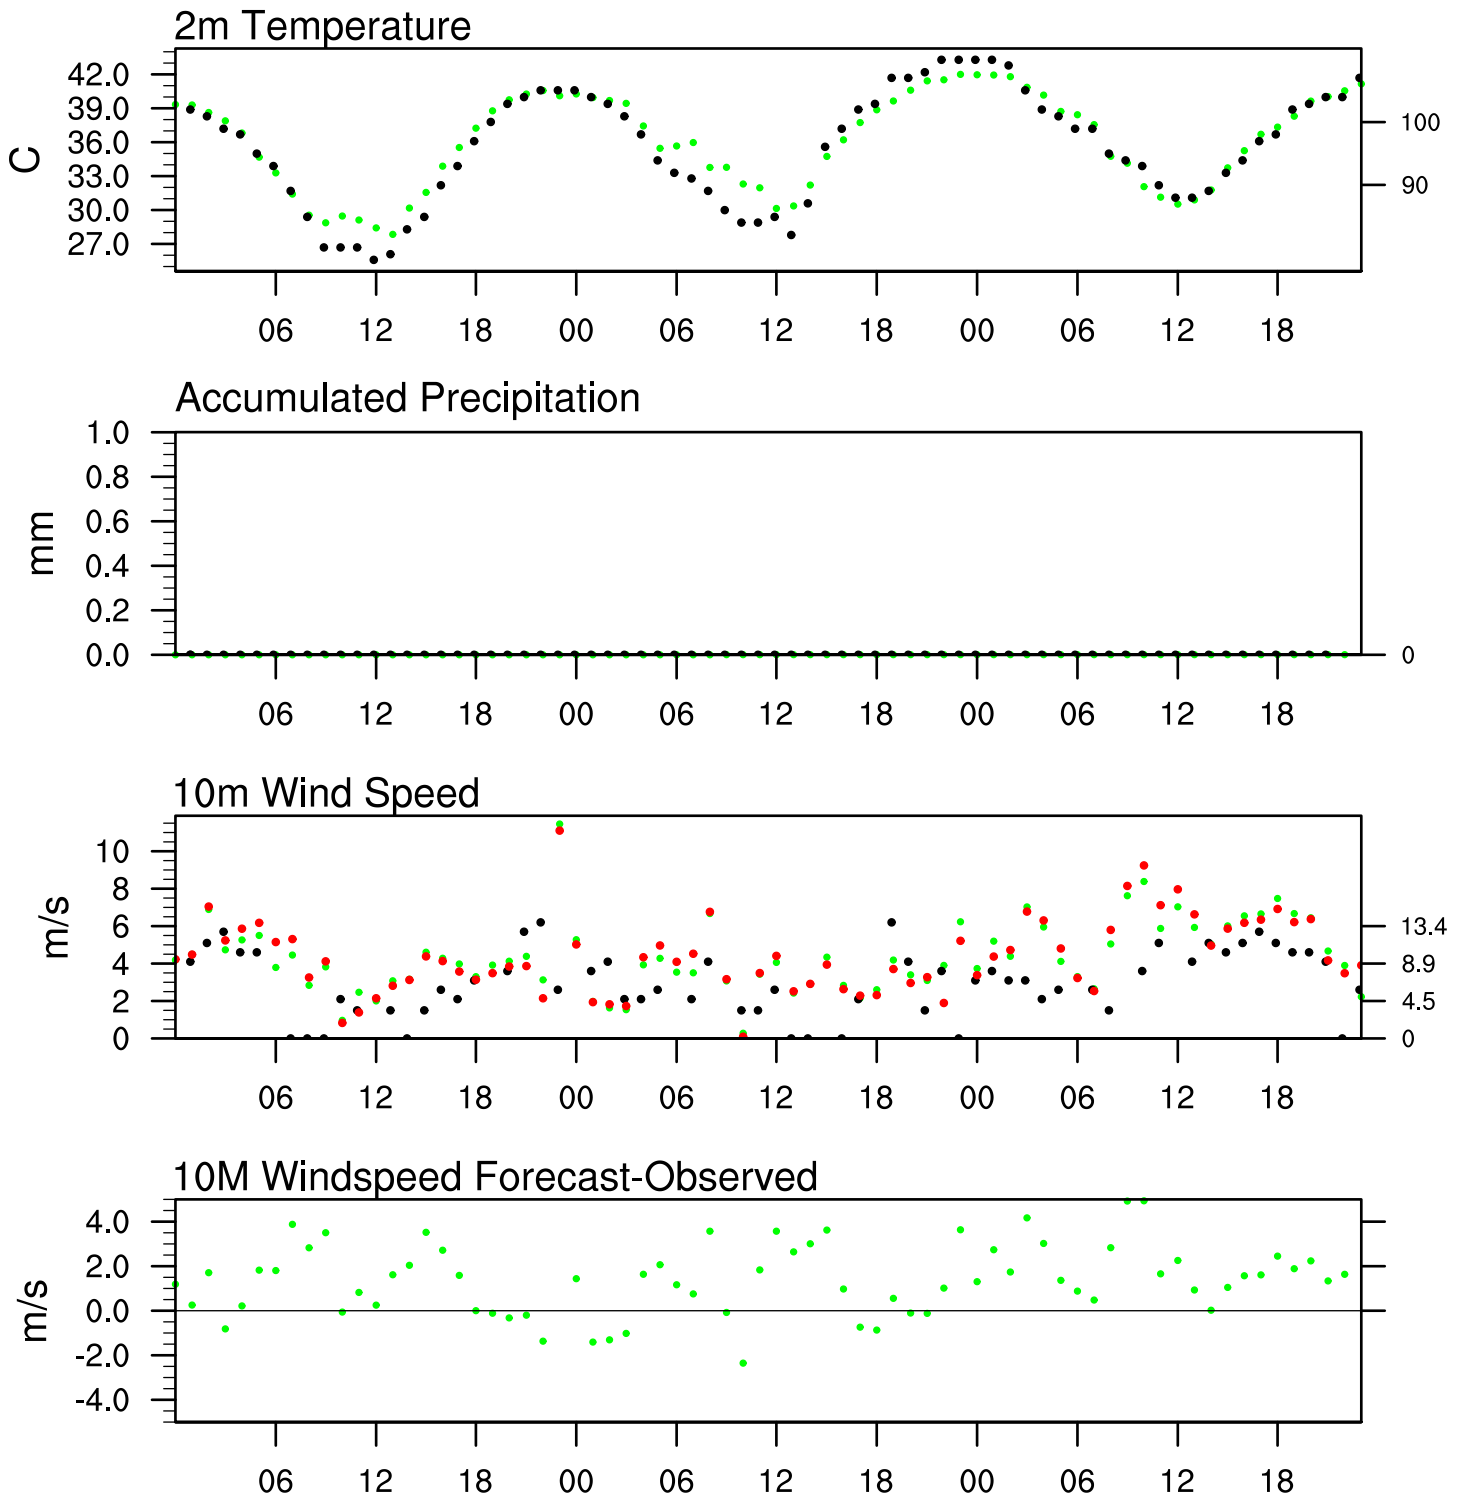 2m Temperature
42.0
39.0
36.0
33.0
30.0
27.0
C
100
90
06 12 18 00 06 12 18 00 06 12 18
Accumulated Precipitation
1.0
0.8
0.6
0.4
0.2
0.0
mm
0
06 12 18 00 06 12 18 00 06 12 18
10m Wind Speed
10
8
6
4
2
0
m/s
13.4
8.9
4.5
0
06 12 18 00 06 12 18 00 06 12 18
10M Windspeed Forecast-Observed
4.0
2.0
0.0
-2.0
-4.0
m/s
06 12 18 00 06 12 18 00 06 12 18